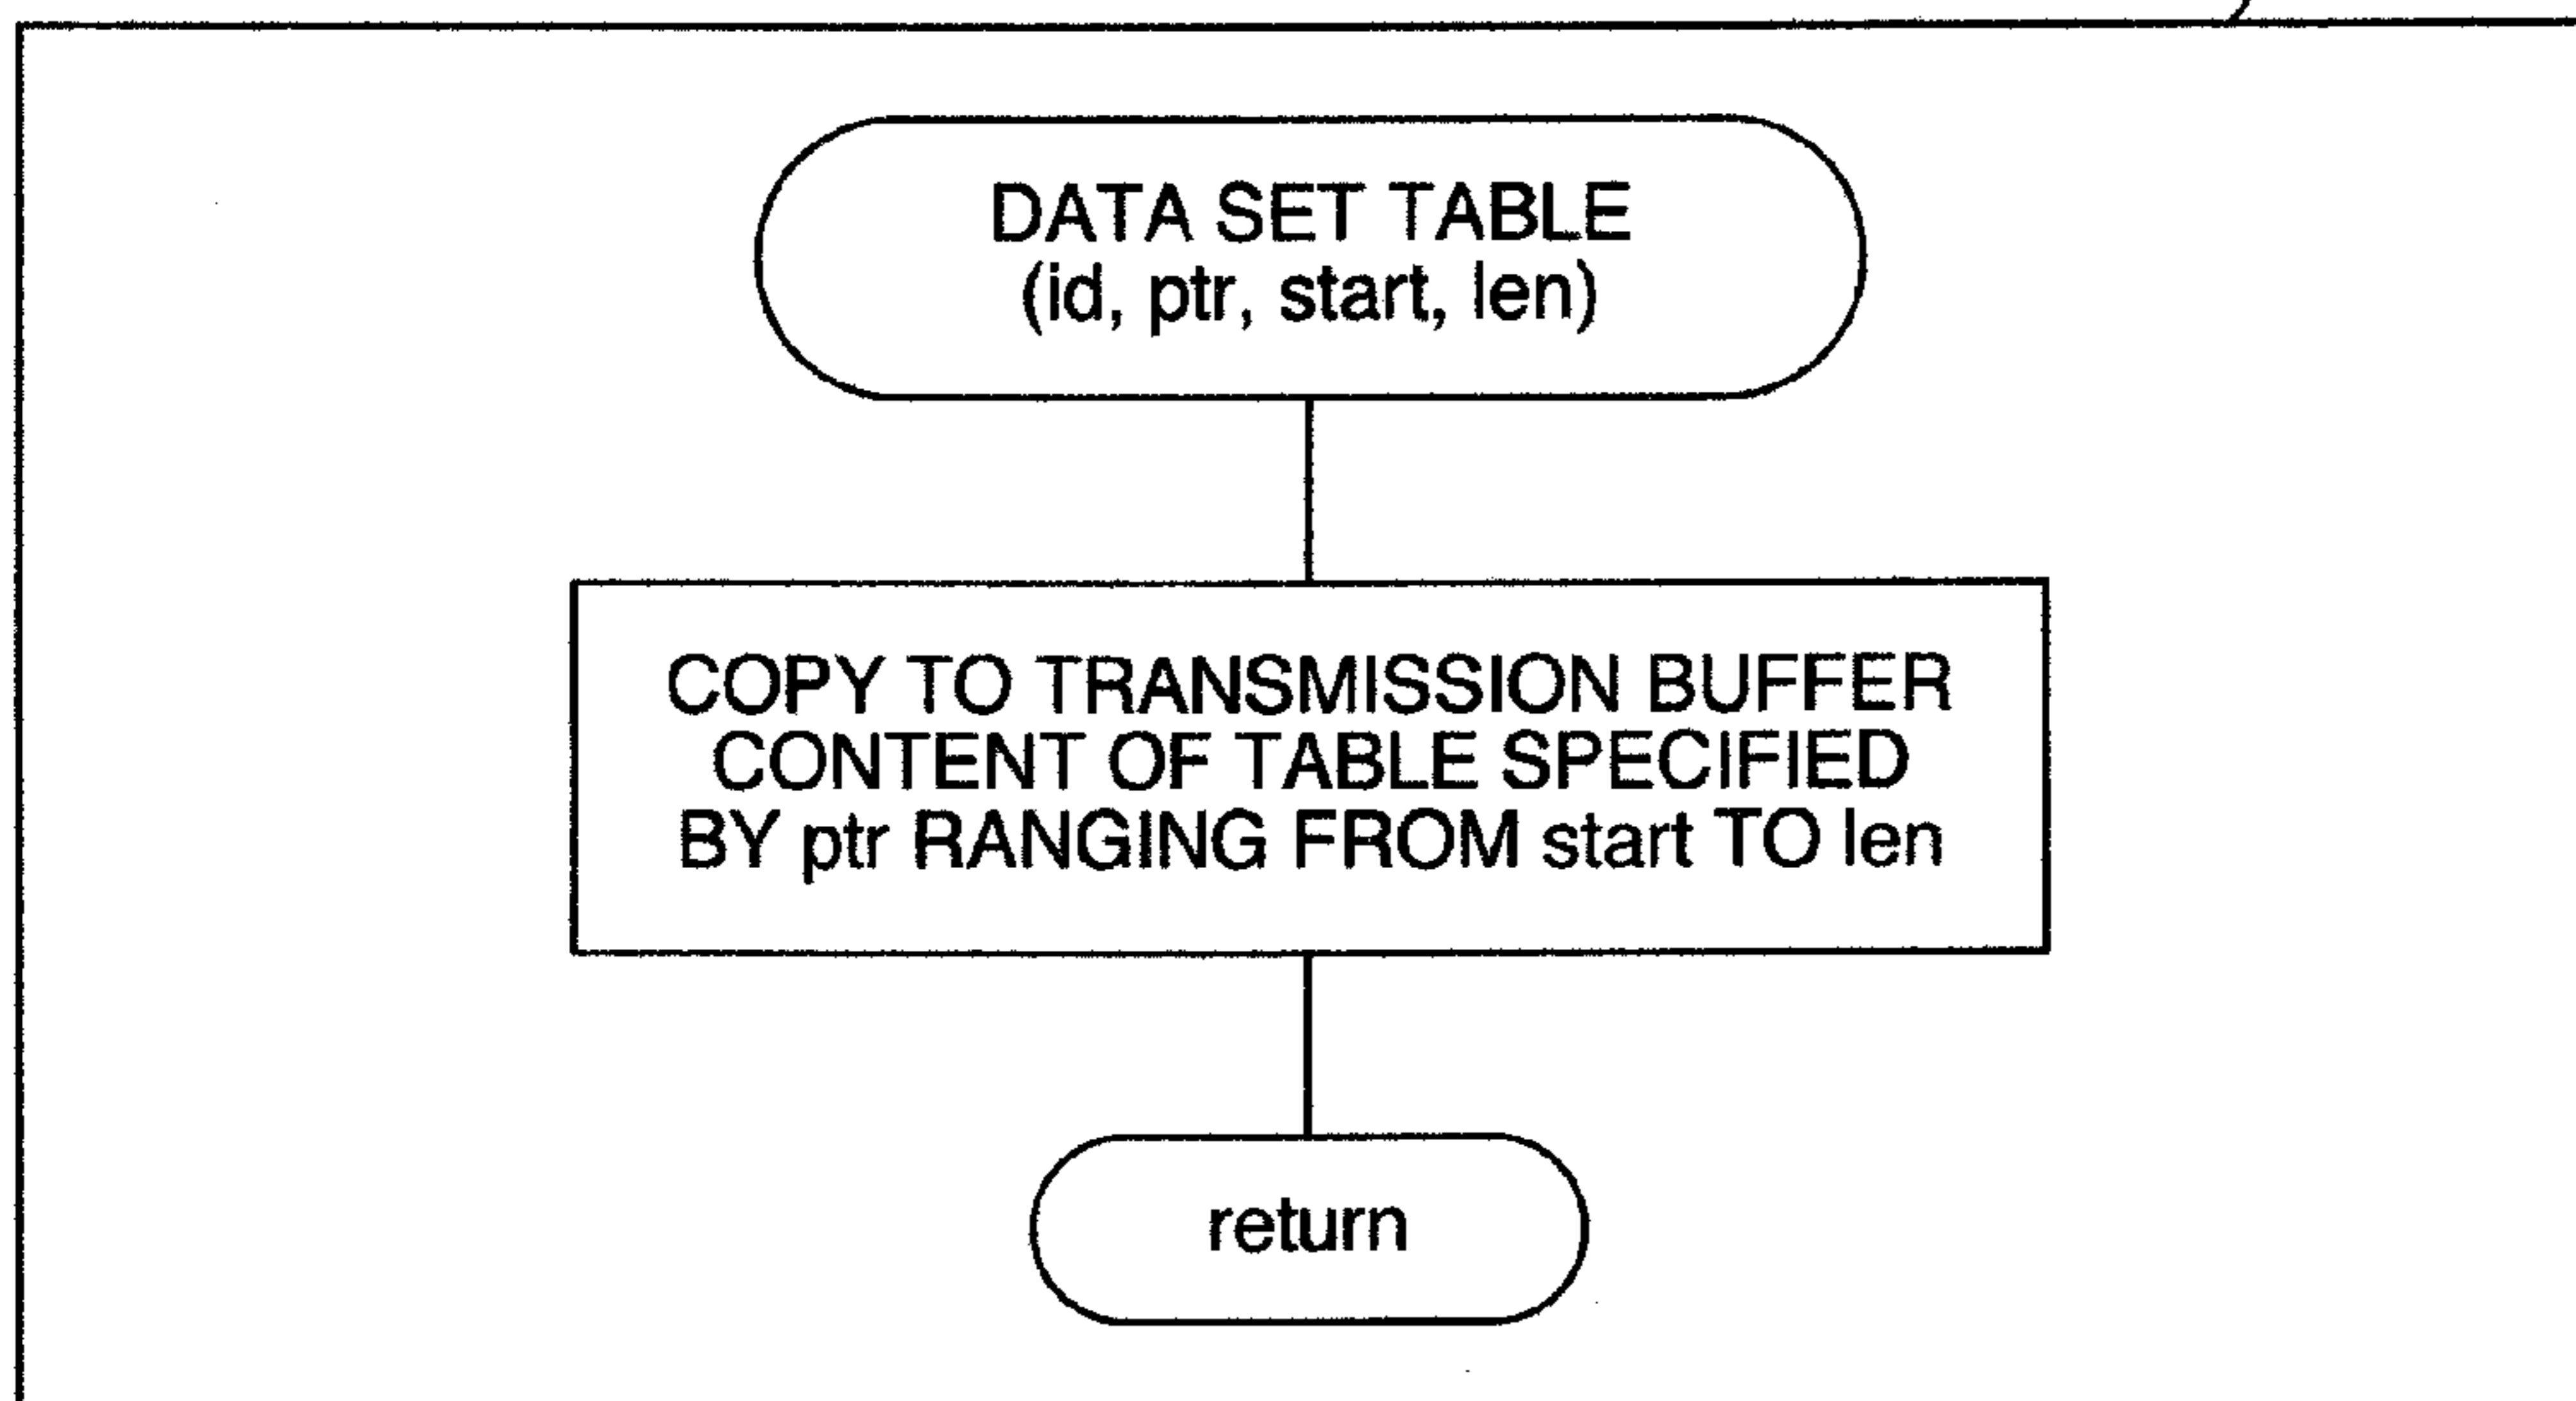 DATA SET TABLE
(id, ptr, start, len)
COPY TO TRANSMISSION BUFFER
CONTENT OF TABLE SPECIFIED
BY ptr RANGING FROM start TO len
return